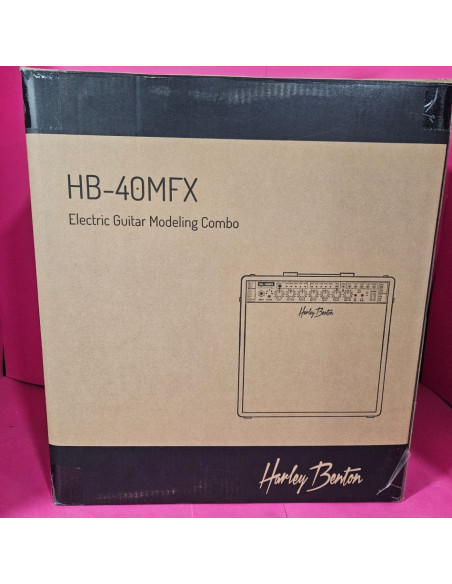 HB-40MFX
Electric Guitar Modeling Combo
Harley Benton
Harley Benton